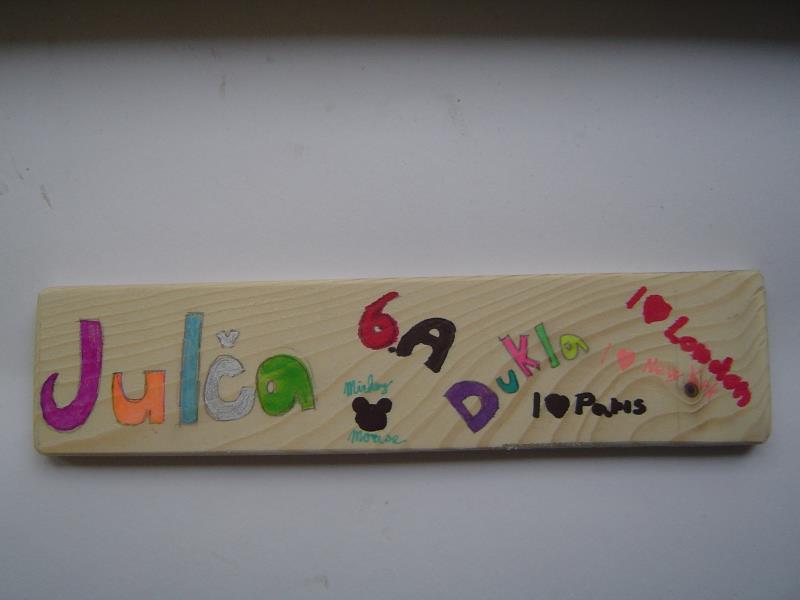 Julča
6.A
Mickey
Mouse
Dukla
I ♥ Paris
I ♥ London
I ♥ New York